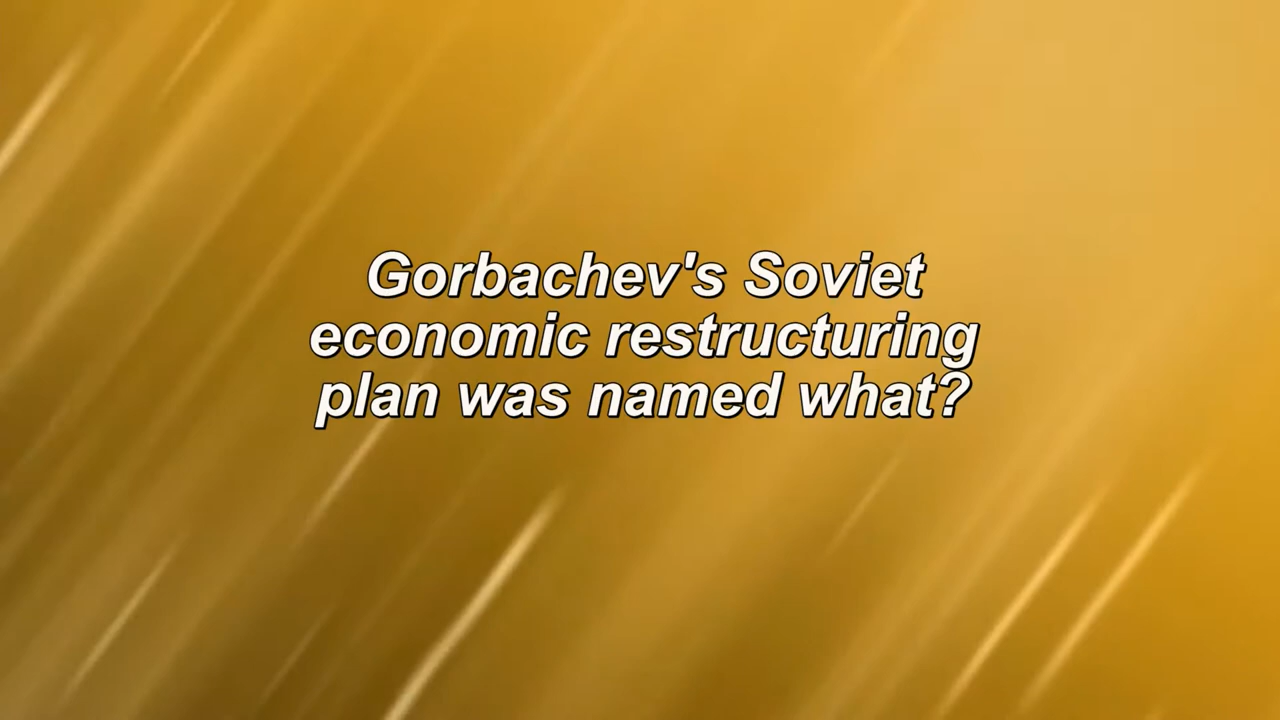 Gorbachev's Soviet
economic restructuring
plan was named what?